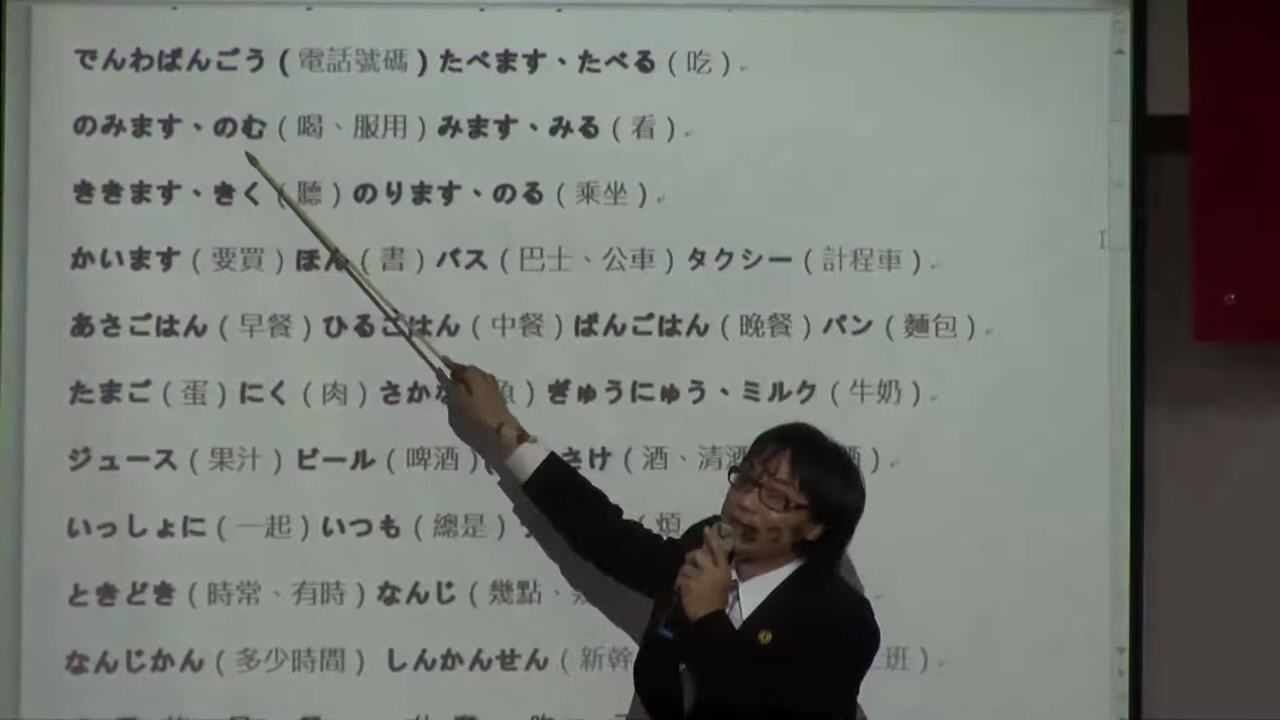 でんわばんごう(電話號碼)たべます、たべる(吃)
のみます、のむ(喝、服用)みます、みる(看)
ききます、きく(聽)のります、のる(乘坐)
かいます(要買)ほん(書)バス(巴士、公車)タクシー(計程車)
あさごはん(早餐)ひるごはん(中餐)ばんごはん(晚餐)パン(麵包)
たまご(蛋)にく(肉)さかな(魚)ぎゅうにゅう、ミルク(牛奶)
ジュース(果汁)ビール(啤酒)さけ(酒、清酒
いっしょに(一起)いつも(總是)
ときどき(時常、有時)なんじ(幾點、
なんじかん(多少時間)しんかんせん(新幹 班)